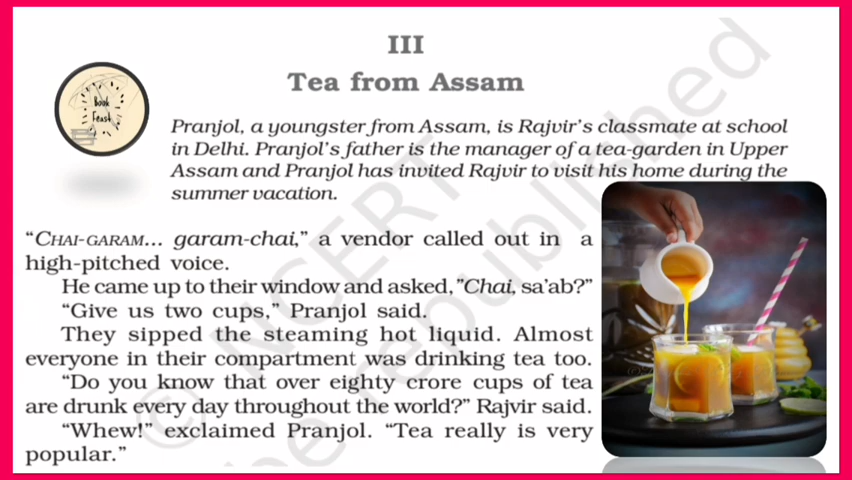 III
Tea from Assam
Book
Feast
Pranjol, a youngster from Assam, is Rajvir's classmate at school
in Delhi. Pranjol's father is the manager of a tea-garden in Upper
Assam and Pranjol has invited Rajvir to visit his home during the
summer vacation.
“CHAI-GARAM... garam-chai,” a vendor called out in a
high-pitched voice.
He came up to their window and asked, "Chai, sa'ab?”
“Give us two cups,” Pranjol said.
They sipped the steaming hot liquid. Almost
everyone in their compartment was drinking tea too.
“Do you know that over eighty crore cups of tea
are drunk every day throughout the world?” Rajvir said.
“Whew!” exclaimed Pranjol. “Tea really is very
popular.”
© NCERT
be republished